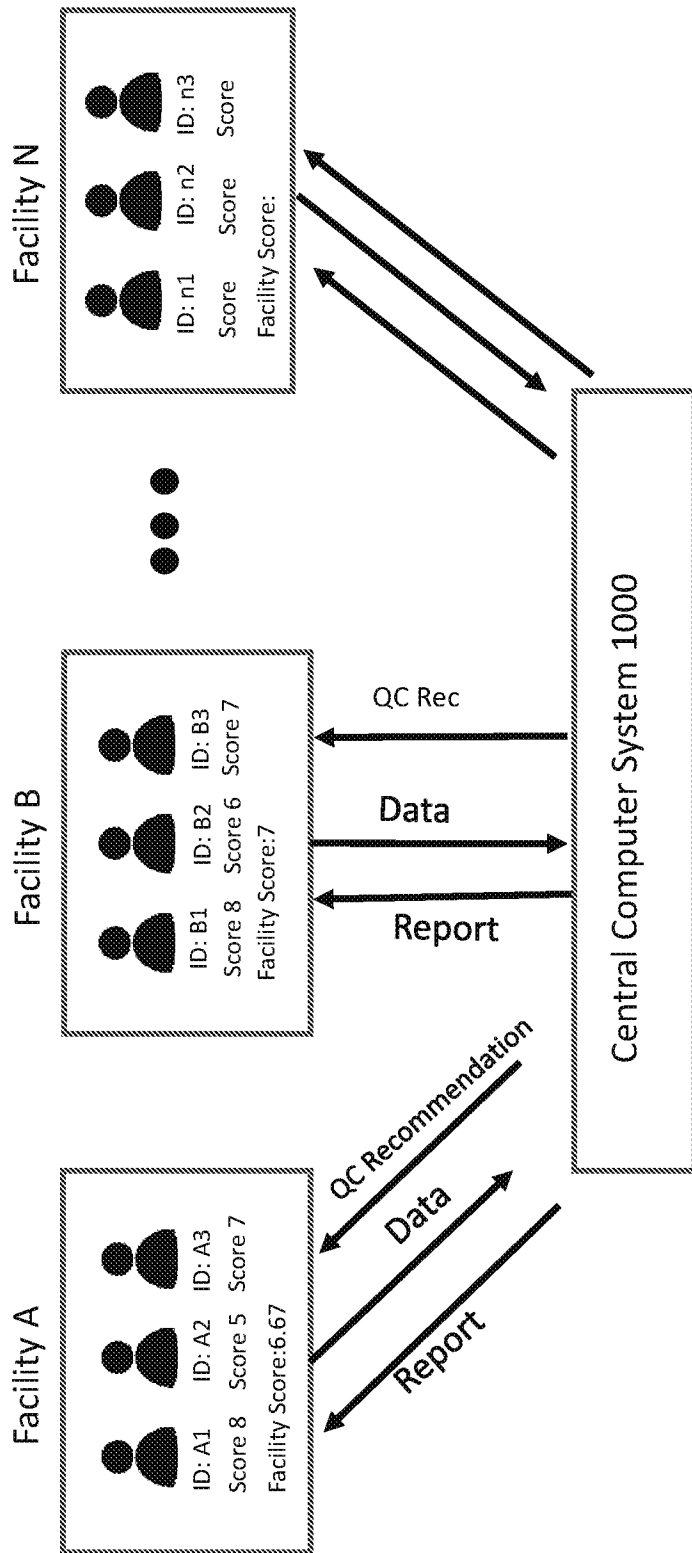 Facility A
ID: A1 ID: A2 ID: A3
Score 8 Score 5 Score 7
Facility Score:6.67
Report
Data
QC Recommendation
Facility B
ID: B1 ID: B2 ID: B3
Score 8 Score 6 Score 7
Facility Score:7
Report
Data
QC Rec
Facility N
ID: n1 ID: n2 ID: n3
Score Score Score
Facility Score:
Central Computer System 1000